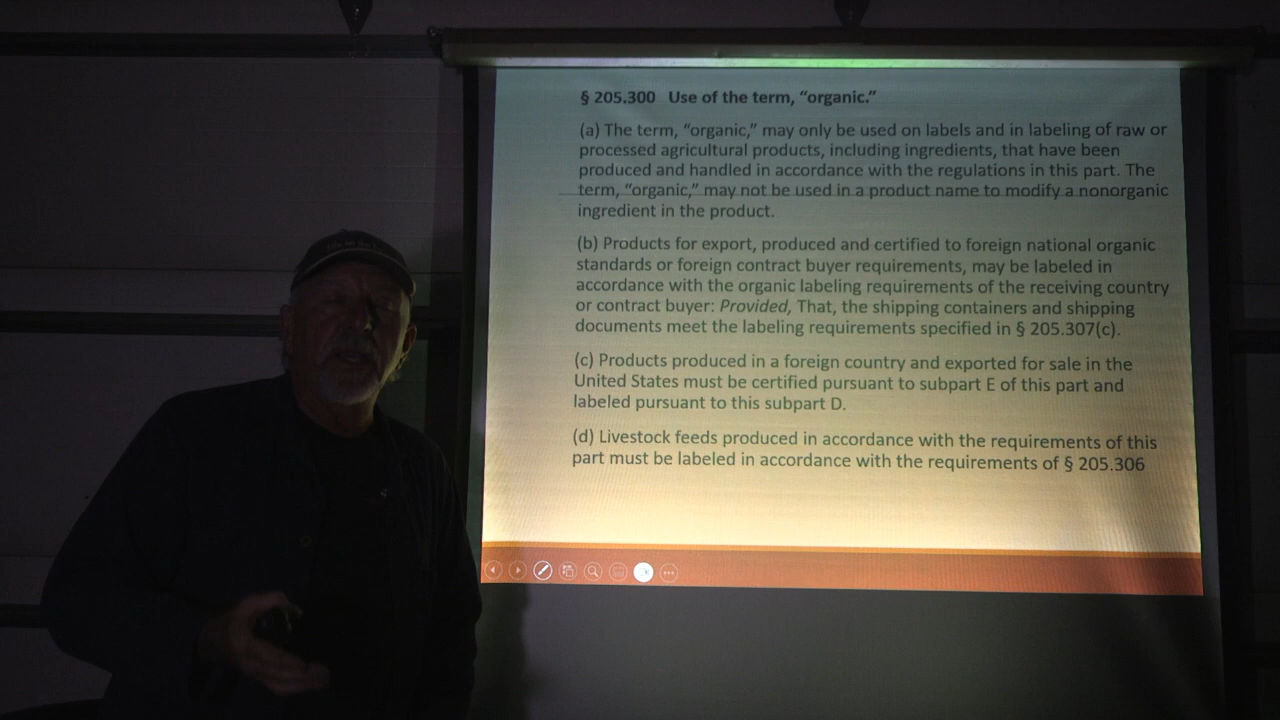 § 205.300 Use of the term, “organic.”
(a) The term, “organic,” may only be used on labels and in labeling of raw or
processed agricultural products, including ingredients, that have been
produced and handled in accordance with the regulations in this part. The
term, “organic,” may not be used in a product name to modify a nonorganic
ingredient in the product.
(b) Products for export, produced and certified to foreign national organic
standards or foreign contract buyer requirements, may be labeled in
accordance with the organic labeling requirements of the receiving country
or contract buyer: Provided, That, the shipping containers and shipping
documents meet the labeling requirements specified in § 205.307(c).
(c) Products produced in a foreign country and exported for sale in the
United States must be certified pursuant to subpart E of this part and
labeled pursuant to this subpart D.
(d) Livestock feeds produced in accordance with the requirements of this
part must be labeled in accordance with the requirements of § 205.306